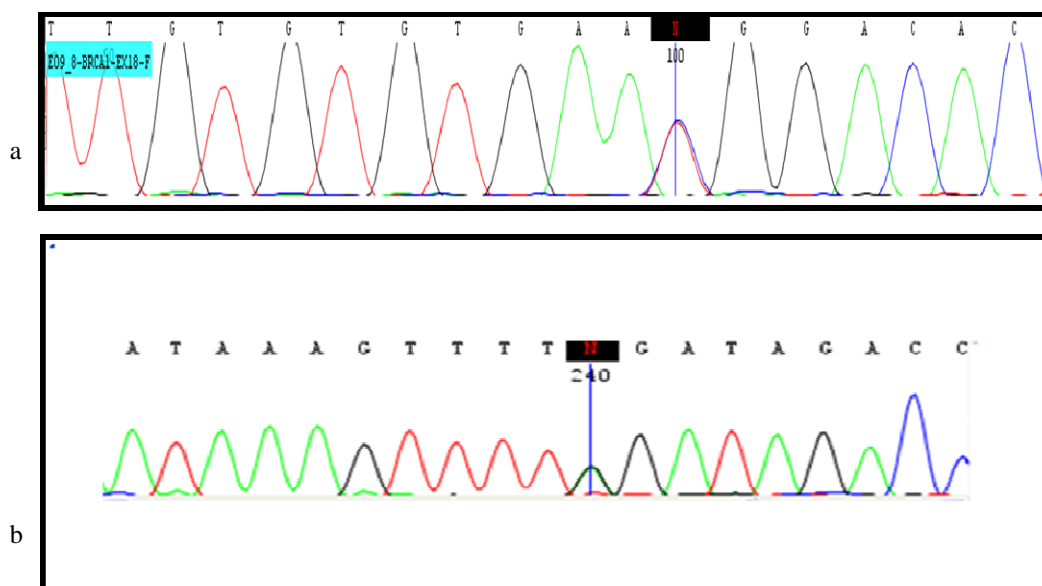 T T G T G T G T G A A N G G A C A C
E09_8-BRCA1-EX18-F
100
a
A T A A A G T T T T N G A T A G A C C
240
b